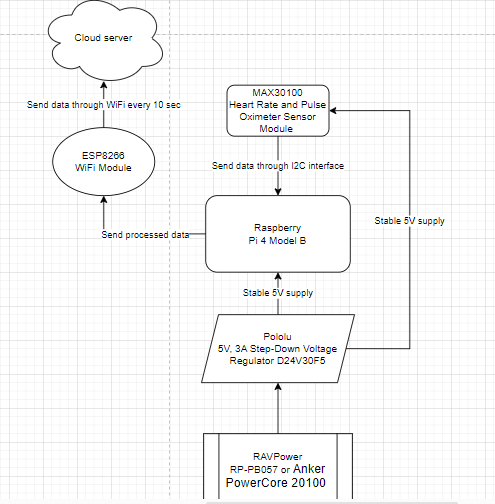 Cloud server
Send data through WiFi every 10 sec
ESP8266
WiFi Module
Send processed data
MAX30100
Heart Rate and Pulse
Oximeter Sensor
Module
Send data through I2C interface
Raspberry
Pi 4 Model B
Stable 5V supply
Stable 5V supply
Pololu
5V, 3A Step-Down Voltage
Regulator D24V30F5
RAVPower
RP-PB057 or Anker
PowerCore 20100